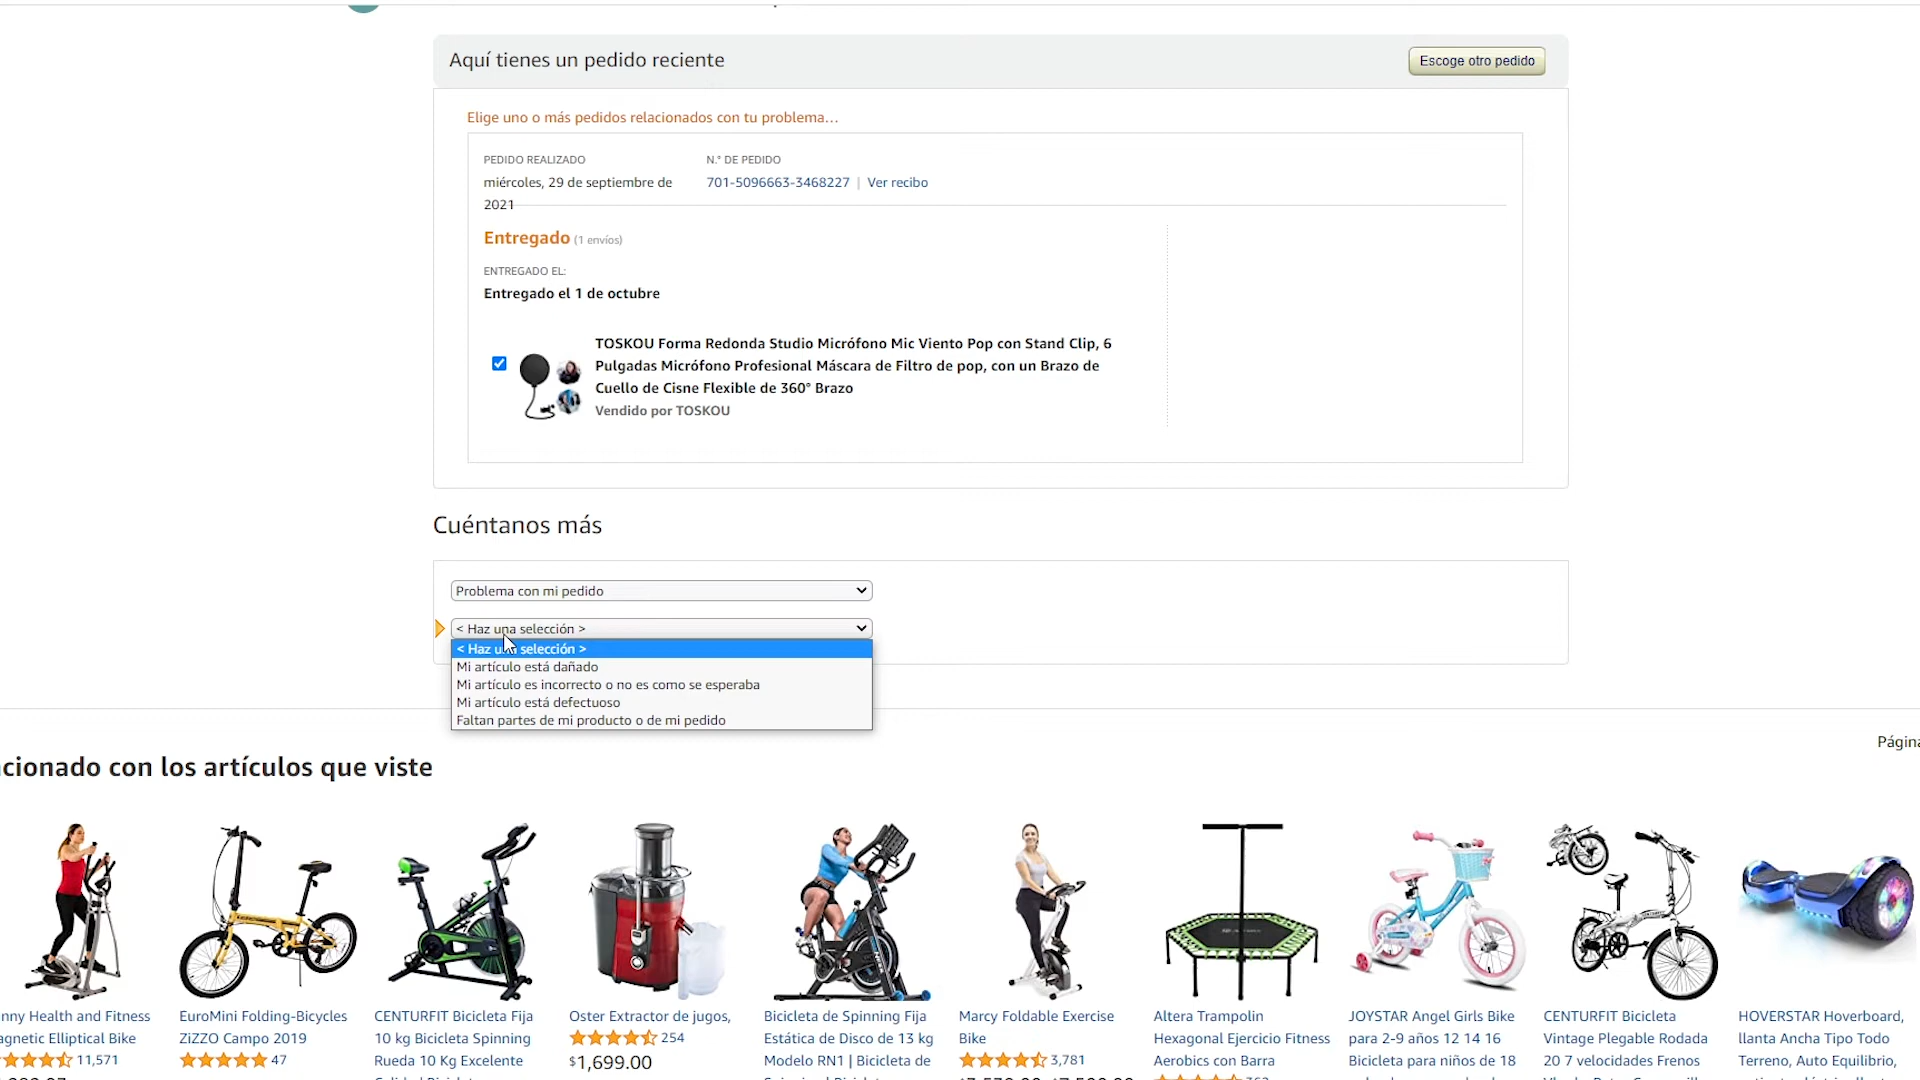 Aquí tienes un pedido reciente
Escoge otro pedido
Elige uno o más pedidos relacionados con tu problema…
PEDIDO REALIZADO
N.° DE PEDIDO
miércoles, 29 de septiembre de
2021
701-5096663-3468227 | Ver recibo
Entregado (1 envíos)
ENTREGADO EL:
Entregado el 1 de octubre
TOSKOU Forma Redonda Studio Micrófono Mic Viento Pop con Stand Clip, 6
Pulgadas Micrófono Profesional Máscara de Filtro de pop, con un Brazo de
Cuello de Cisne Flexible de 360° Brazo
Vendido por TOSKOU
Cuéntanos más
Problema con mi pedido
< Haz una selección >
< Haz una selección >
Mi artículo está dañado
Mi artículo es incorrecto o no es como se esperaba
Mi artículo está defectuoso
Faltan partes de mi producto o de mi pedido
Página
cionado con los artículos que viste
nny Health and Fitness
agnetic Elliptical Bike
11,571
EuroMini Folding-Bicycles
ZiZZO Campo 2019
47
CENTURFIT Bicicleta Fija
10 kg Bicicleta Spinning
Rueda 10 Kg Excelente
Oster Extractor de jugos,
254
$1,699.00
Bicicleta de Spinning Fija
Estática de Disco de 13 kg
Modelo RN1 | Bicicleta de
Marcy Foldable Exercise
Bike
3,781
Altera Trampolin
Hexagonal Ejercicio Fitness
Aerobics con Barra
JOYSTAR Angel Girls Bike
para 2-9 años 12 14 16
Bicicleta para niños de 18
CENTURFIT Bicicleta
Vintage Plegable Rodada
20 7 velocidades Frenos
HOVERSTAR Hoverboard,
llanta Ancha Tipo Todo
Terreno, Auto Equilibrio,